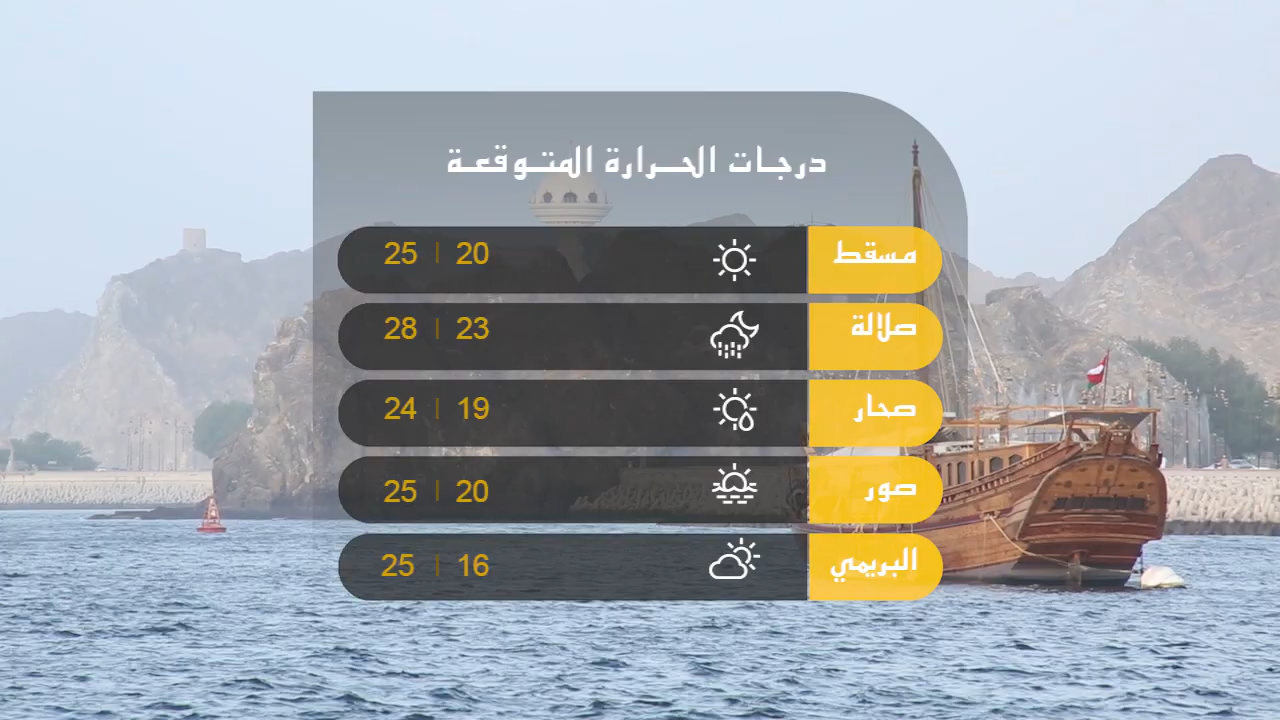 درجات الحرارة المتوقعة
مسقط 20 | 25
صلالة 23 | 28
صحار 19 | 24
صور 20 | 25
البريمي 16 | 25